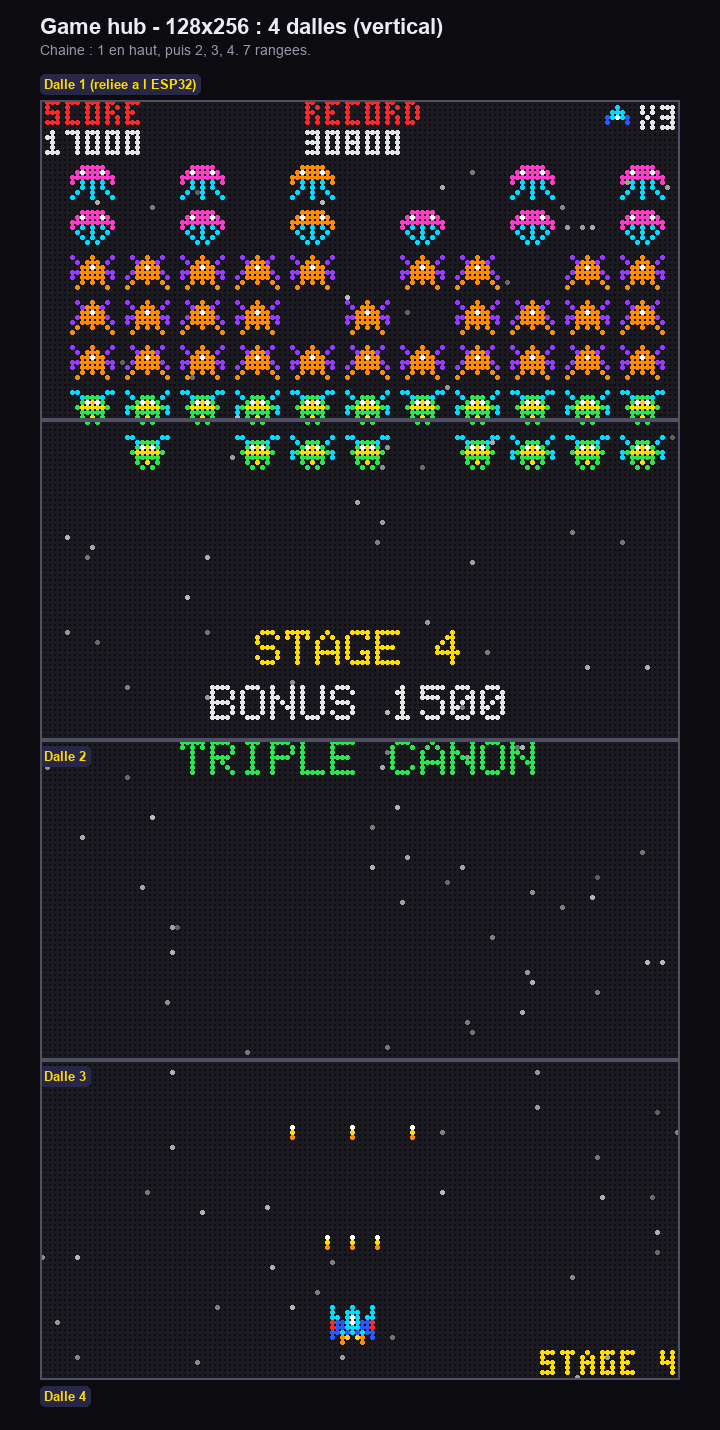 Game hub - 128x256 : 4 dalles (vertical)
Chaine : 1 en haut, puis 2, 3, 4. 7 rangees.
Dalle 1 (reliee a l ESP32)
SCORE RECORD X3
17000 30800
STAGE 4
BONUS 1500
TRIPLE CANON
Dalle 2
Dalle 3
STAGE 4
Dalle 4